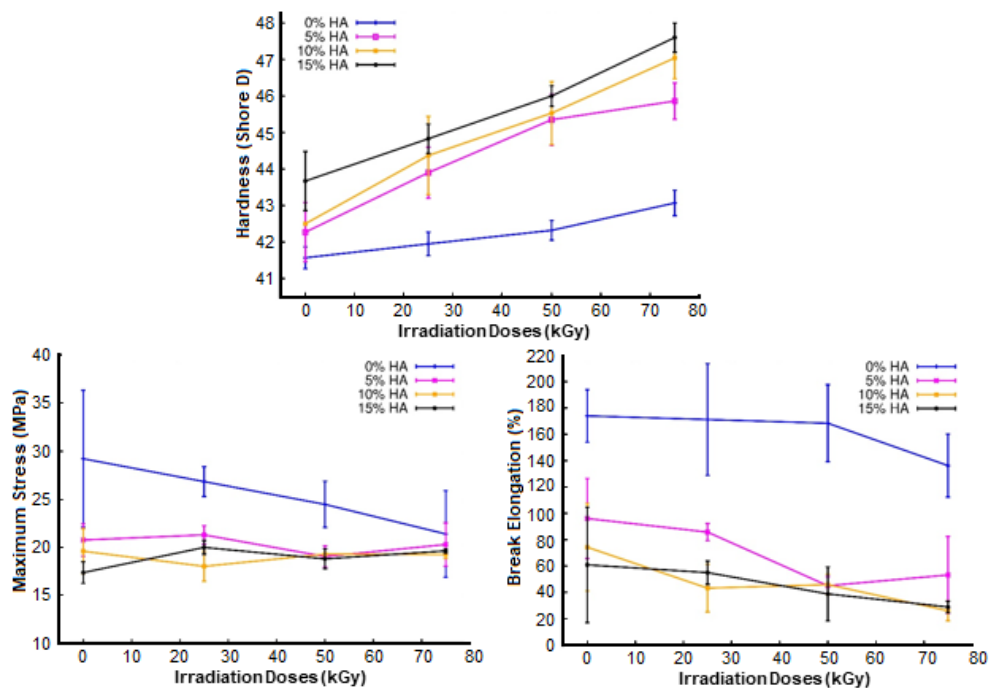 0% HA
5% HA
10% HA
15% HA
48
47
46
45
44
43
42
41
Hardness (Shore D)
0 10 20 30 40 50 60 70 80
Irradiation Doses (kGy)
40
35
30
25
20
15
10
Maximum Stress (MPa)
0% HA
5% HA
10% HA
15% HA
0 10 20 30 40 50 60 70 80
Irradiation Doses (kGy)
220
200
180
160
140
120
100
80
60
40
20
0
Break Elongation (%)
0% HA
5% HA
10% HA
15% HA
0 10 20 30 40 50 60 70 80
Irradiation Doses (kGy)